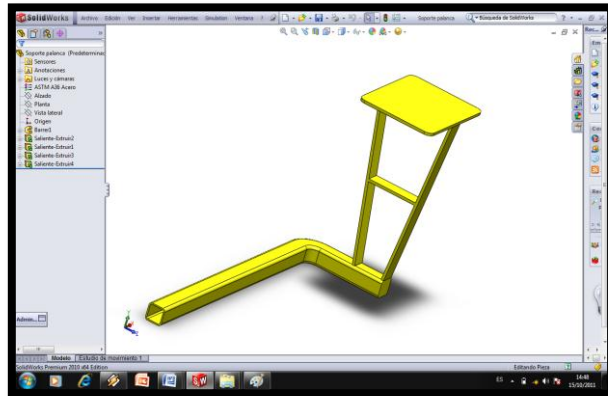 SolidWorks Archivo Edición Ver Insertar Herramientas Simulation Ventana ? Soporte palanca Búsqueda de SolidWorks
Soporte palanca (Predeterminac
Sensores
Anotaciones
Luces y cámaras
ASTM A36 Acero
Alzado
Planta
Vista lateral
Origen
Barrer1
Saliente-Extruir2
Saliente-Extruir1
Saliente-Extruir3
Saliente-Extruir4
Modelo Estudio de movimiento 1
SolidWorks Premium 2010 x64 Edition Editando Pieza
ES 14:48
15/10/2011